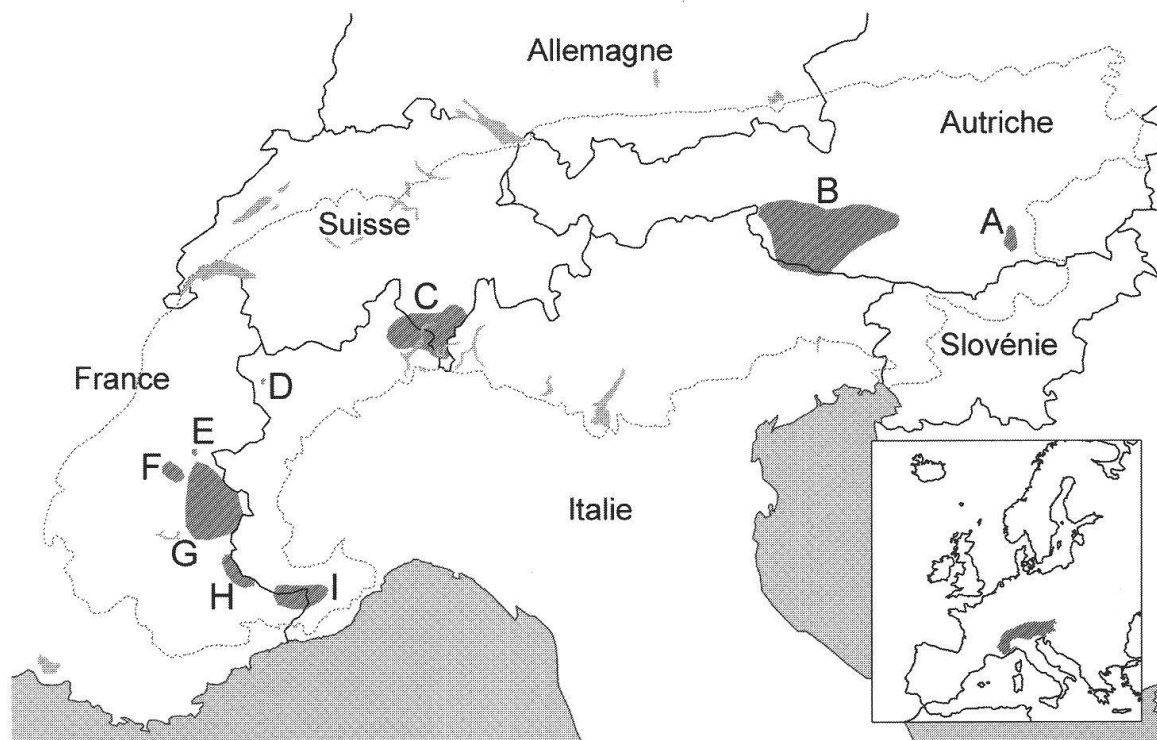 Allemagne
Autriche
B
A
Suisse
C
Slovénie
France
D
E
F
Italie
G
H
I